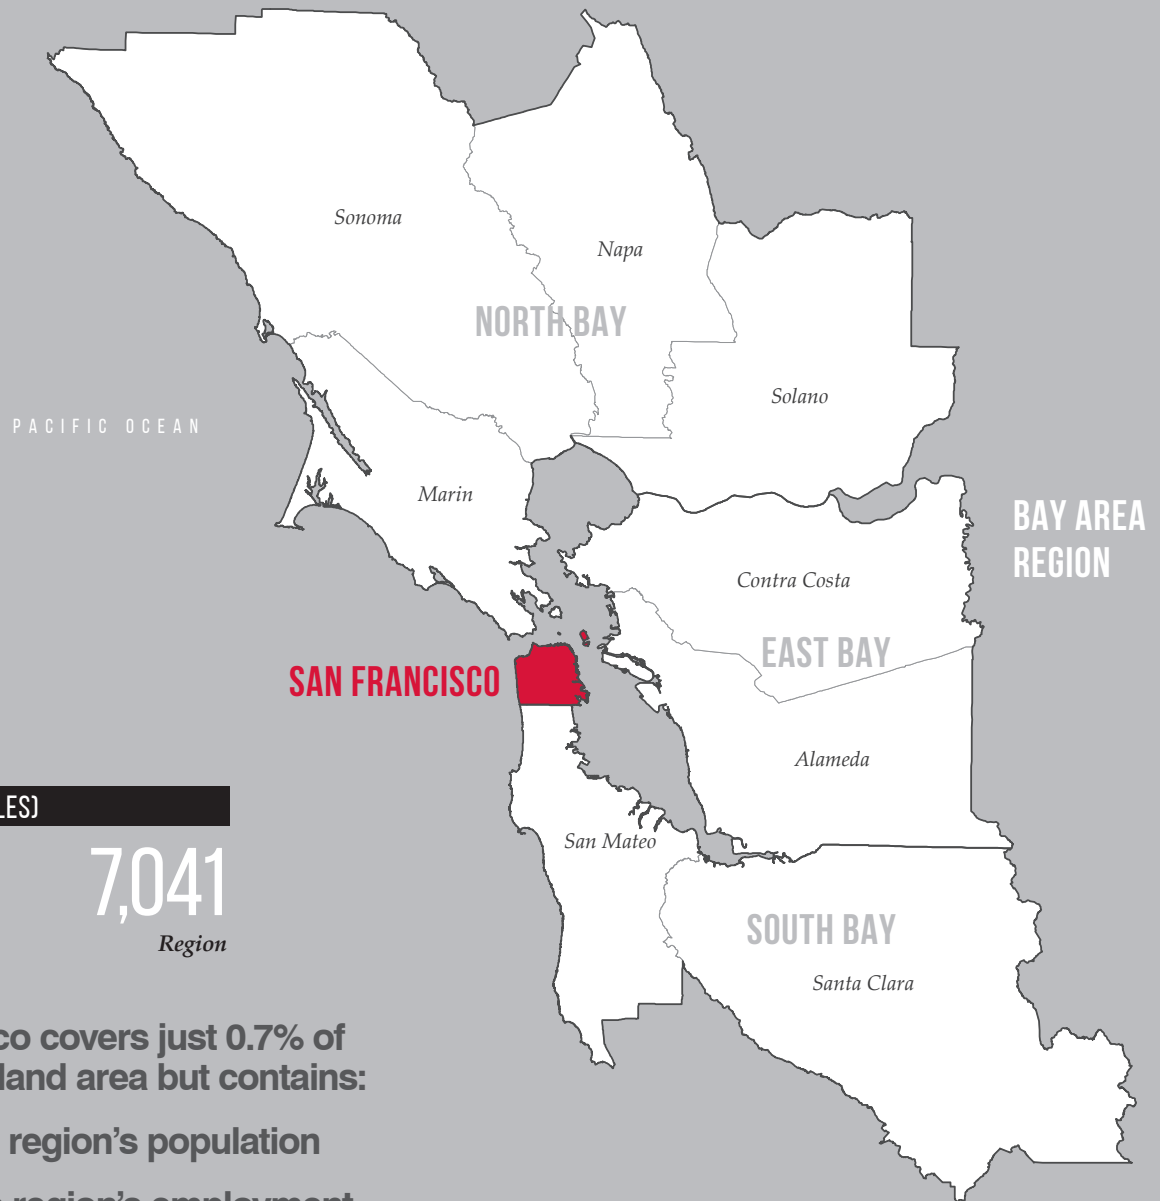 Sonoma
Napa
NORTH BAY
Solano
PACIFIC OCEAN
Marin
BAY AREA
REGION
Contra Costa
EAST BAY
SAN FRANCISCO
Alameda
LES)
San Mateo
7,041
Region
SOUTH BAY
Santa Clara
co covers just 0.7% of
land area but contains:
region’s population
region’s employment